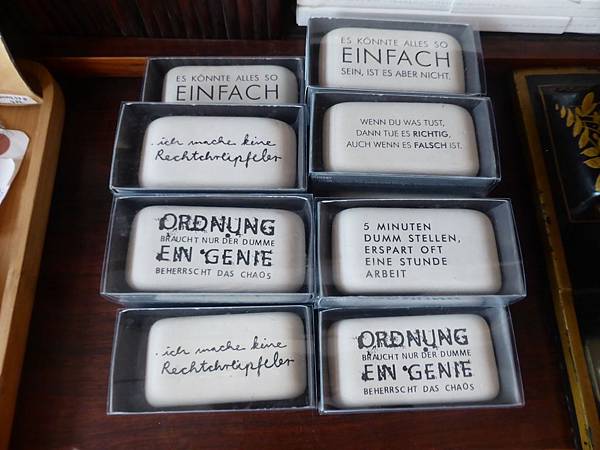 ES KÖNNTE ALLES SO
EINFACH
ES KÖNNTE ALLES SO
EINFACH
SEIN, IST ES ABER NICHT.
ich mache keine
Rechtchreipfeler
WENN DU WAS TUST,
DANN TUE ES RICHTIG,
AUCH WENN ES FALSCH IST.
ORDNUNG
BRAUCHT NUR DER DUMME
EIN GENIE
BEHERRSCHT DAS CHAOS
5 MINUTEN
DUMM STELLEN,
ERSPART OFT
EINE STUNDE
ARBEIT
ich mache keine
Rechtchreipfeler
ORDNUNG
BRAUCHT NUR DER DUMME
EIN GENIE
BEHERRSCHT DAS CHAOS